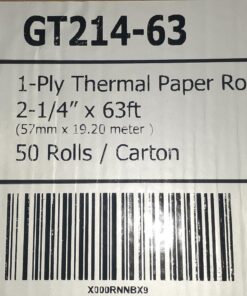 GT214-63
1-Ply Thermal Paper Ro
2-1/4" x 63ft
(57mm x 19.20 meter )
50 Rolls / Carton
X000RNNBX9